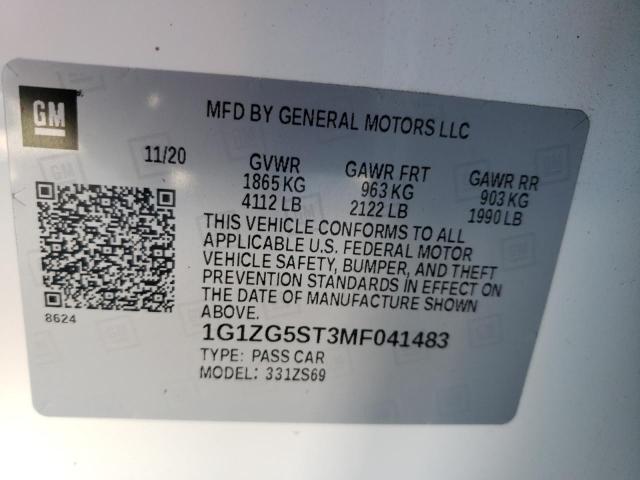 GM
MFD BY GENERAL MOTORS LLC
11/20 GVWR GAWR FRT GAWR RR
1865 KG 963 KG 903 KG
4112 LB 2122 LB 1990 LB
THIS VEHICLE CONFORMS TO ALL
APPLICABLE U.S. FEDERAL MOTOR
VEHICLE SAFETY, BUMPER, AND THEFT
PREVENTION STANDARDS IN EFFECT ON
THE DATE OF MANUFACTURE SHOWN
ABOVE.
8624
1G1ZG5ST3MF041483
TYPE: PASS CAR
MODEL: 331ZS69